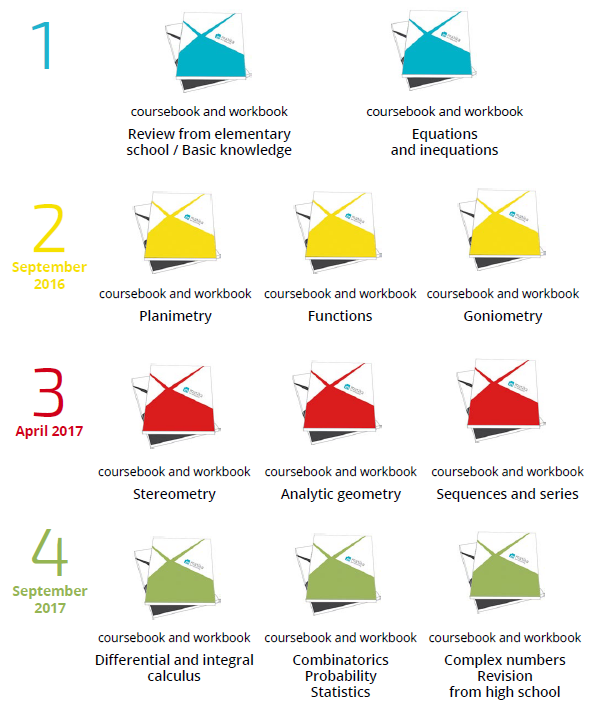 1
coursebook and workbook
Review from elementary
school / Basic knowledge
coursebook and workbook
Equations
and inequations
2
September
2016
coursebook and workbook
Planimetry
coursebook and workbook
Functions
coursebook and workbook
Goniometry
3
April 2017
coursebook and workbook
Stereometry
coursebook and workbook
Analytic geometry
coursebook and workbook
Sequences and series
4
September
2017
coursebook and workbook
Differential and integral
calculus
coursebook and workbook
Combinatorics
Probability
Statistics
coursebook and workbook
Complex numbers
Revision
from high school